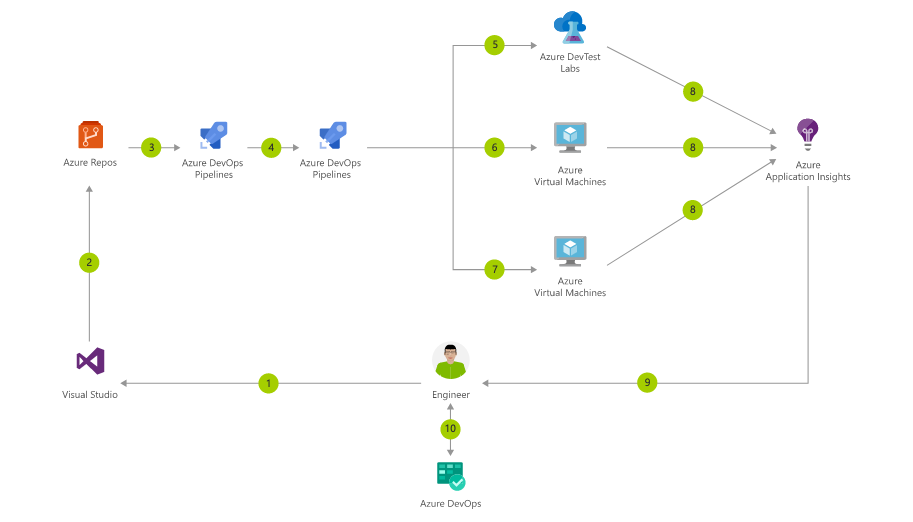 5
Azure DevTest
Labs
8
3
4
6
8
Azure Repos
Azure DevOps
Pipelines
Azure DevOps
Pipelines
Azure
Virtual Machines
Azure
Application Insights
8
2
7
Azure
Virtual Machines
1
9
Visual Studio
Engineer
10
Azure DevOps